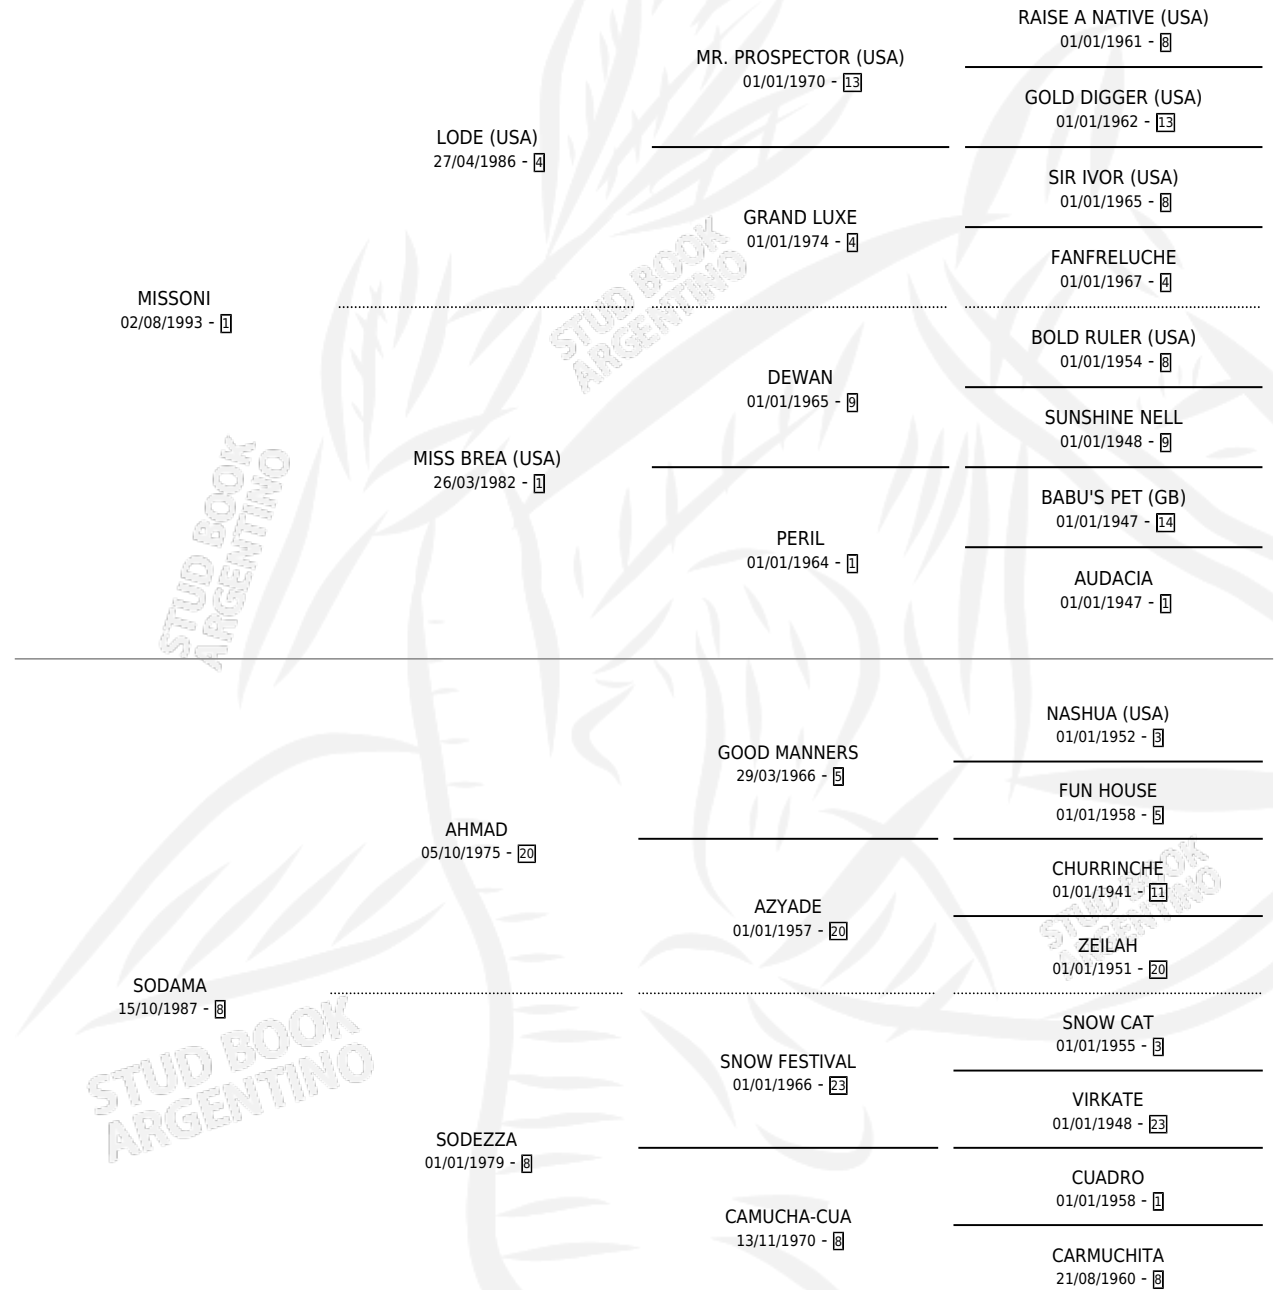 RAISE A NATIVE (USA)
01/01/1961 - 8
MR. PROSPECTOR (USA)
01/01/1970 - 13
GOLD DIGGER (USA)
01/01/1962 - 13
LODE (USA)
27/04/1986 - 4
SIR IVOR (USA)
01/01/1965 - 8
GRAND LUXE
01/01/1974 - 4
FANFRELUCHE
01/01/1967 - 4
MISSONI
02/08/1993 - 1
STUD BOOK
ARGENTINO
BOLD RULER (USA)
01/01/1954 - 8
DEWAN
01/01/1965 - 9
SUNSHINE NELL
01/01/1948 - 9
MISS BREA (USA)
26/03/1982 - 1
BABU'S PET (GB)
01/01/1947 - 14
PERIL
01/01/1964 - 1
AUDACIA
01/01/1947 - 1
STUD BOOK
ARGENTINO
NASHUA (USA)
01/01/1952 - 3
GOOD MANNERS
29/03/1966 - 5
FUN HOUSE
01/01/1958 - 5
AHMAD
05/10/1975 - 20
CHURRINCHE
01/01/1941 - 11
AZYADE
01/01/1957 - 20
STUD BOOK
ARGENTINO
ZEILAH
01/01/1951 - 20
SODAMA
15/10/1987 - 8
STUD BOOK
ARGENTINO
SNOW CAT
01/01/1955 - 3
SNOW FESTIVAL
01/01/1966 - 23
VIRKATE
01/01/1948 - 23
SODEZZA
01/01/1979 - 8
CUADRO
01/01/1958 - 1
CAMUCHA-CUA
13/11/1970 - 8
CARMUCHITA
21/08/1960 - 8